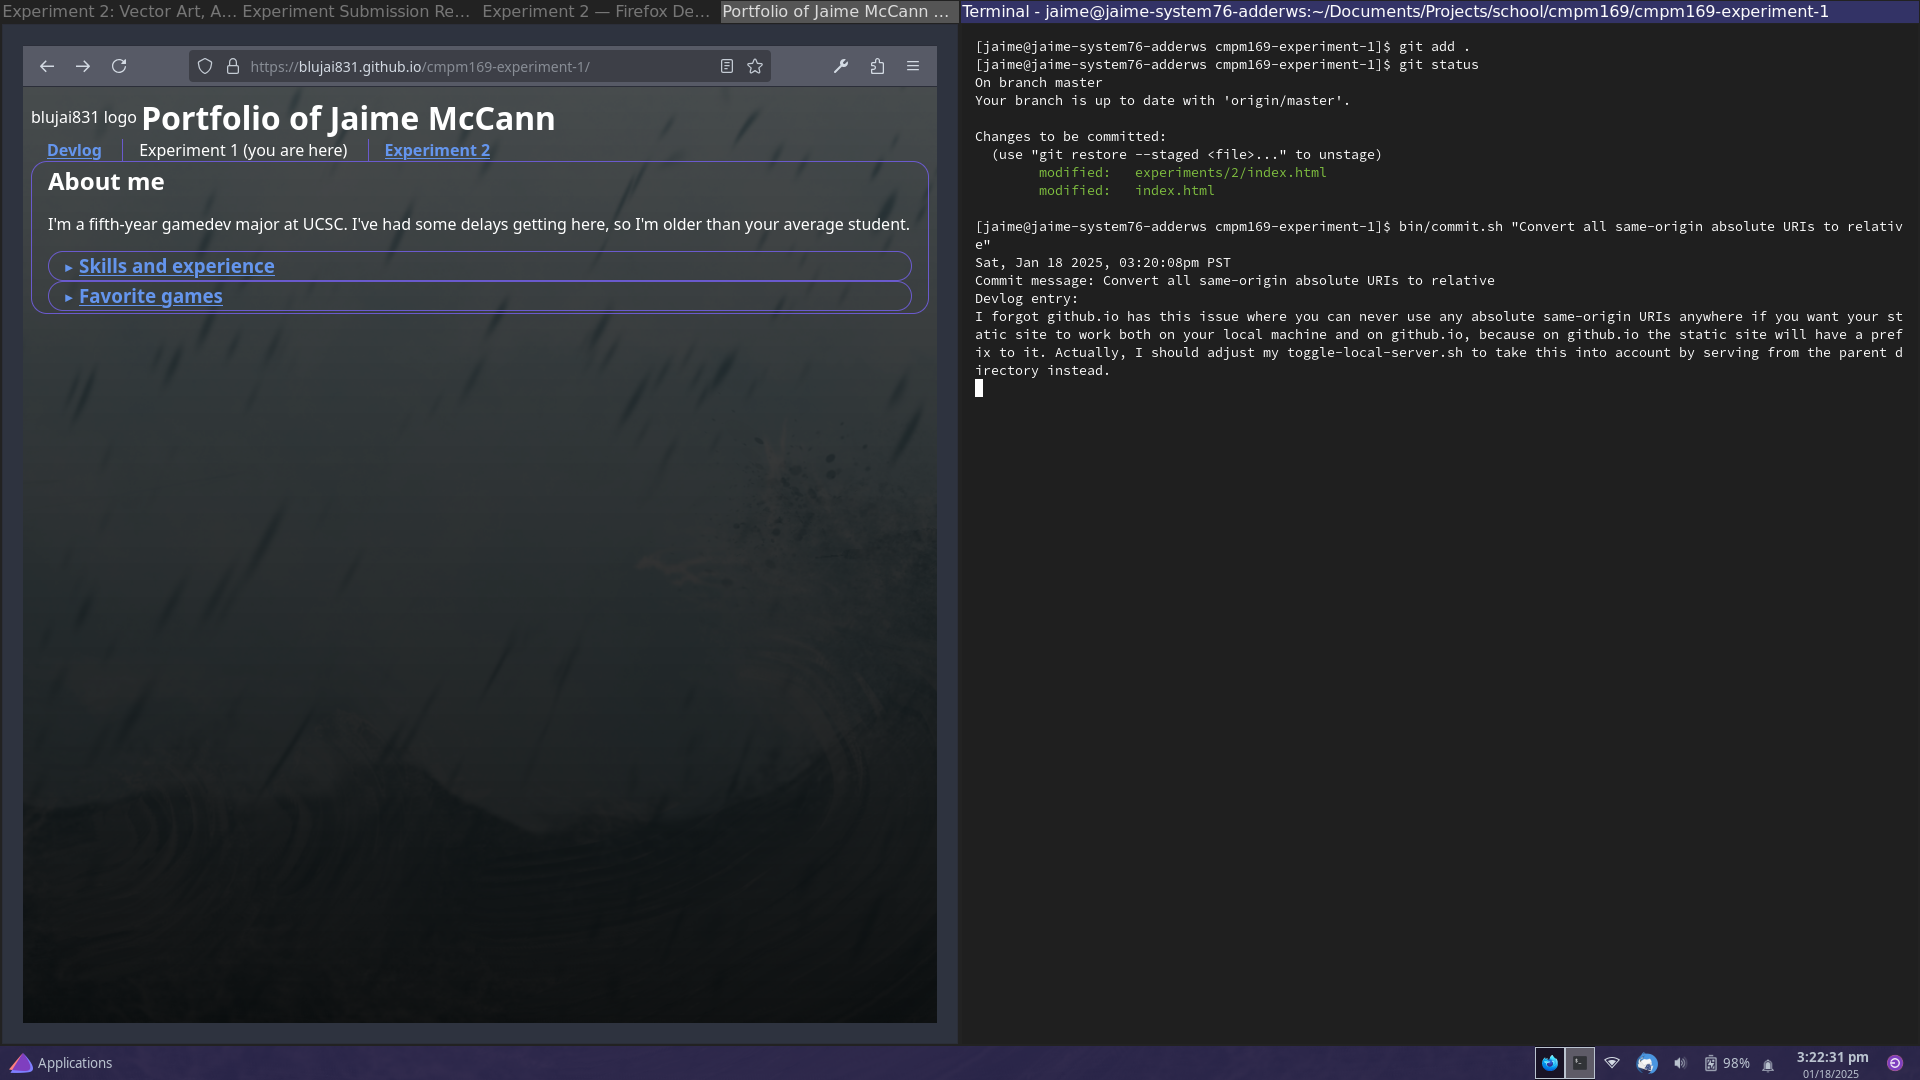 Experiment 2: Vector Art, A... Experiment Submission Re... Experiment 2 — Firefox De... Portfolio of Jaime McCann ...
Terminal - jaime@jaime-system76-adderws:~/Documents/Projects/school/cmpm169/cmpm169-experiment-1
https://blujai831.github.io/cmpm169-experiment-1/
blujai831 logo Portfolio of Jaime McCann
Devlog Experiment 1 (you are here) Experiment 2
About me
I'm a fifth-year gamedev major at UCSC. I've had some delays getting here, so I'm older than your average student.
▸ Skills and experience
▸ Favorite games
[jaime@jaime-system76-adderws cmpm169-experiment-1]$ git add .
[jaime@jaime-system76-adderws cmpm169-experiment-1]$ git status
On branch master
Your branch is up to date with 'origin/master'.
Changes to be committed:
(use "git restore --staged <file>..." to unstage)
modified: experiments/2/index.html
modified: index.html
[jaime@jaime-system76-adderws cmpm169-experiment-1]$ bin/commit.sh "Convert all same-origin absolute URIs to relativ
e"
Sat, Jan 18 2025, 03:20:08pm PST
Commit message: Convert all same-origin absolute URIs to relative
Devlog entry:
I forgot github.io has this issue where you can never use any absolute same-origin URIs anywhere if you want your st
atic site to work both on your local machine and on github.io, because on github.io the static site will have a pref
ix to it. Actually, I should adjust my toggle-local-server.sh to take this into account by serving from the parent d
irectory instead.
Applications
98%
3:22:31 pm
01/18/2025